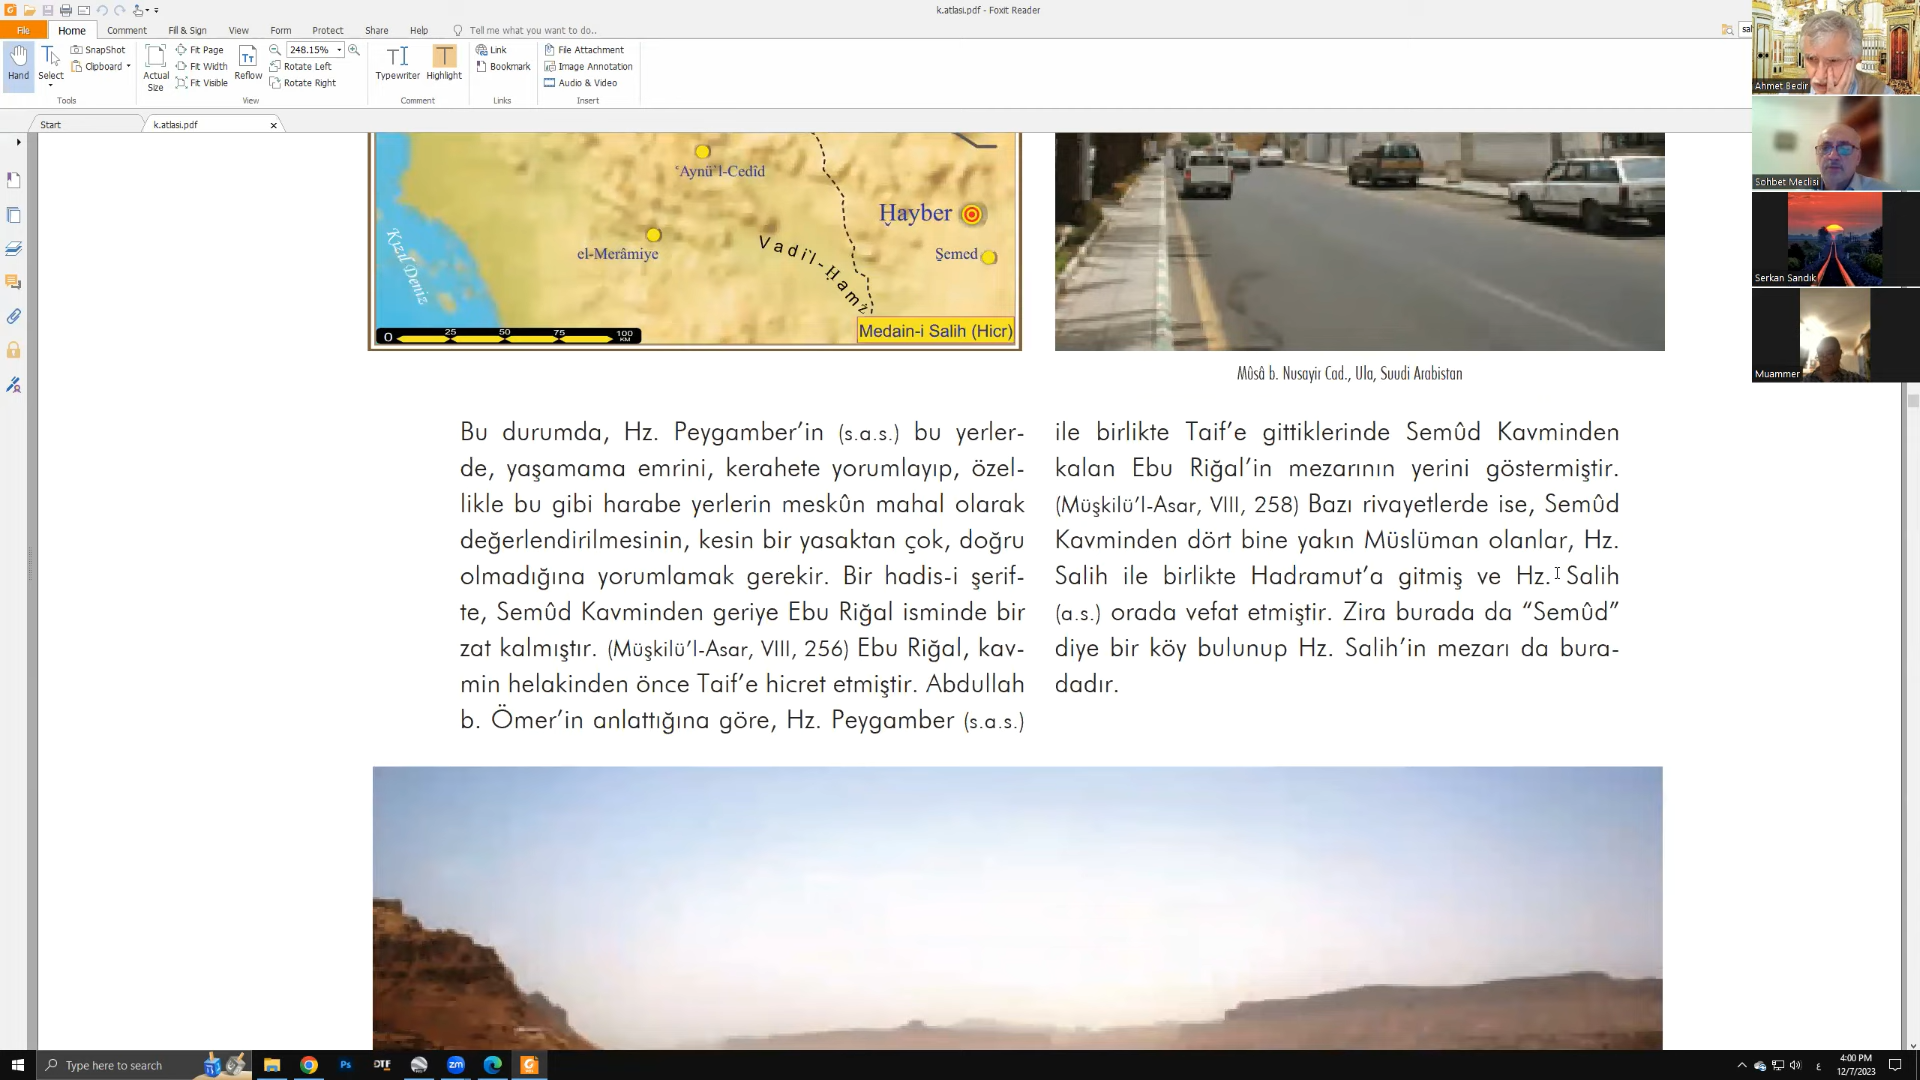 k.atlasi.pdf - Foxit Reader
File Home Comment Fill & Sign View Form Protect Share Help Tell me what you want to do..
Hand
Select
SnapShot
Clipboard
Tools
Actual Size
Fit Page
Fit Width
Fit Visible
Reflow
248.15%
Rotate Left
Rotate Right
View
Typewriter
Highlight
Comment
Link
Bookmark
Links
File Attachment
Image Annotation
Audio & Video
Insert
Start
k.atlasi.pdf
ʿAynü'l-Cedîd
Ḫayber
el-Merâmiye
Şemed
Vadi'l-Ḥamż
Kızıl Deniz
0 25 50 75 100 KM
Medain-i Salih (Hicr)
Mûsâ b. Nusayir Cad., Ula, Suudi Arabistan
Bu durumda, Hz. Peygamber'in (s.a.s.) bu yerler-
de, yaşamama emrini, kerahete yorumlayıp, özel-
likle bu gibi harabe yerlerin meskûn mahal olarak
değerlendirilmesinin, kesin bir yasaktan çok, doğru
olmadığına yorumlamak gerekir. Bir hadis-i şerif-
te, Semûd Kavminden geriye Ebu Riğal isminde bir
zat kalmıştır. (Müşkilü'l-Asar, VIII, 256) Ebu Riğal, kav-
min helakinden önce Taif'e hicret etmiştir. Abdullah
b. Ömer'in anlattığına göre, Hz. Peygamber (s.a.s.)
ile birlikte Taif'e gittiklerinde Semûd Kavminden
kalan Ebu Riğal'in mezarının yerini göstermiştir.
(Müşkilü'l-Asar, VIII, 258) Bazı rivayetlerde ise, Semûd
Kavminden dört bine yakın Müslüman olanlar, Hz.
Salih ile birlikte Hadramut'a gitmiş ve Hz. Salih
(a.s.) orada vefat etmiştir. Zira burada da “Semûd”
diye bir köy bulunup Hz. Salih'in mezarı da bura-
dadır.
Ahmet Bedir
Sohbet Meclisi
Serkan Sandık
Muammer
Type here to search
Ps
DTF
zm
4:00 PM
12/7/2023